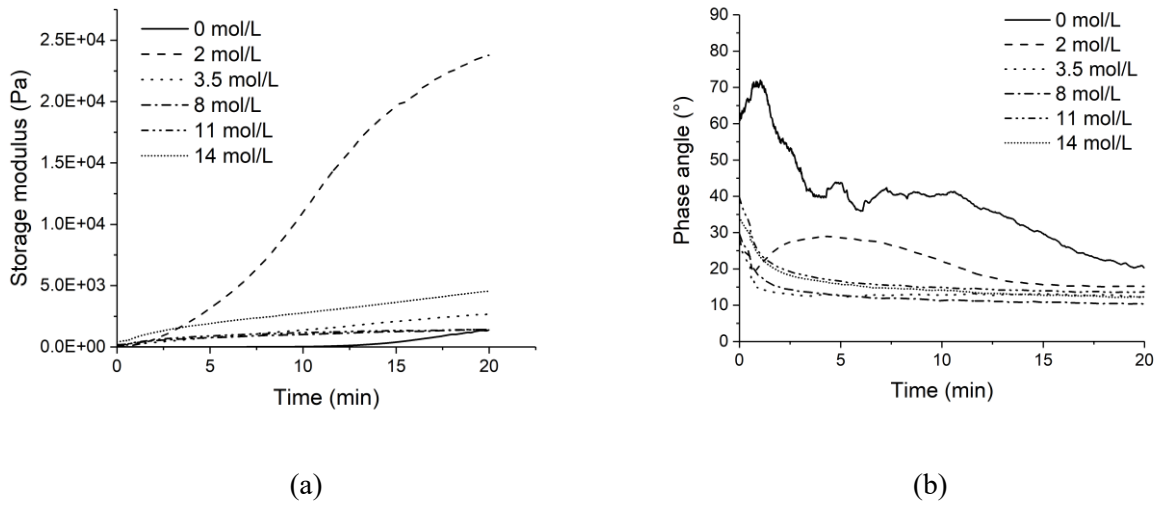 2.5E+04
2.0E+04
1.5E+04
1.0E+04
5.0E+03
0.0E+00
Storage modulus (Pa)
0 mol/L
2 mol/L
3.5 mol/L
8 mol/L
11 mol/L
14 mol/L
0 5 10 15 20
Time (min)
(a)
90
80
70
60
50
40
30
20
10
0
Phase angle (°)
0 mol/L
2 mol/L
3.5 mol/L
8 mol/L
11 mol/L
14 mol/L
0 5 10 15 20
Time (min)
(b)